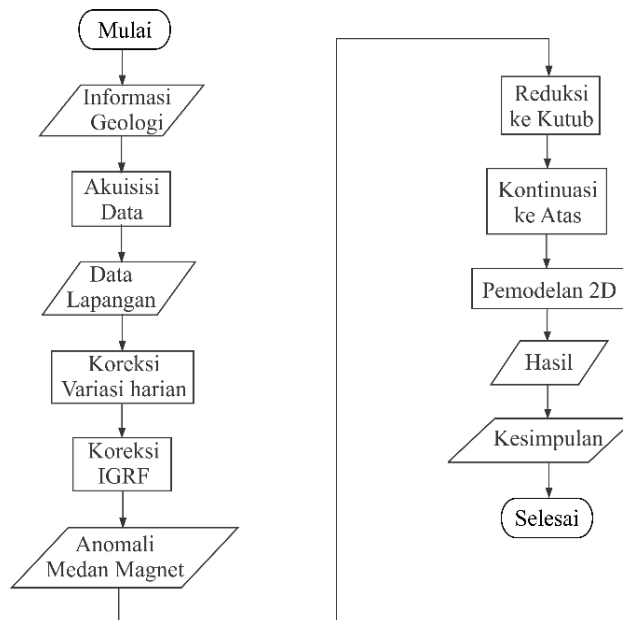 Mulai
Informasi
Geologi
Akuisisi
Data
Data
Lapangan
Koreksi
Variasi harian
Koreksi
IGRF
Anomali
Medan Magnet
Reduksi
ke Kutub
Kontinuasi
ke Atas
Pemodelan 2D
Hasil
Kesimpulan
Selesai